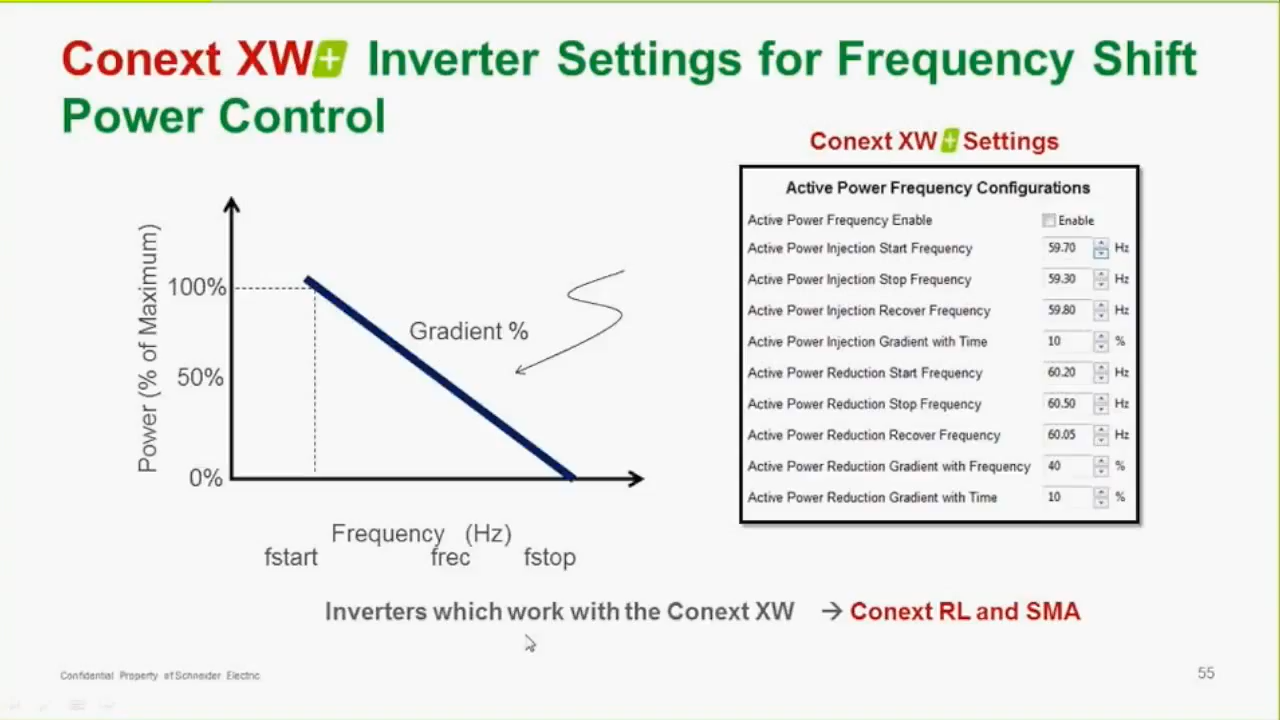 Conext XW+ Inverter Settings for Frequency Shift
Power Control
Conext XW+ Settings
Active Power Frequency Configurations
Active Power Frequency Enable Enable
Active Power Injection Start Frequency 59.70 Hz
Active Power Injection Stop Frequency 59.30 Hz
Active Power Injection Recover Frequency 59.80 Hz
Active Power Injection Gradient with Time 10 %
Active Power Reduction Start Frequency 60.20 Hz
Active Power Reduction Stop Frequency 60.50 Hz
Active Power Reduction Recover Frequency 60.05 Hz
Active Power Reduction Gradient with Frequency 40 %
Active Power Reduction Gradient with Time 10 %
Power (% of Maximum)
100%
50%
0%
Gradient %
Frequency (Hz)
fstart frec fstop
Inverters which work with the Conext XW → Conext RL and SMA
Confidential Property of Schneider Electric
55